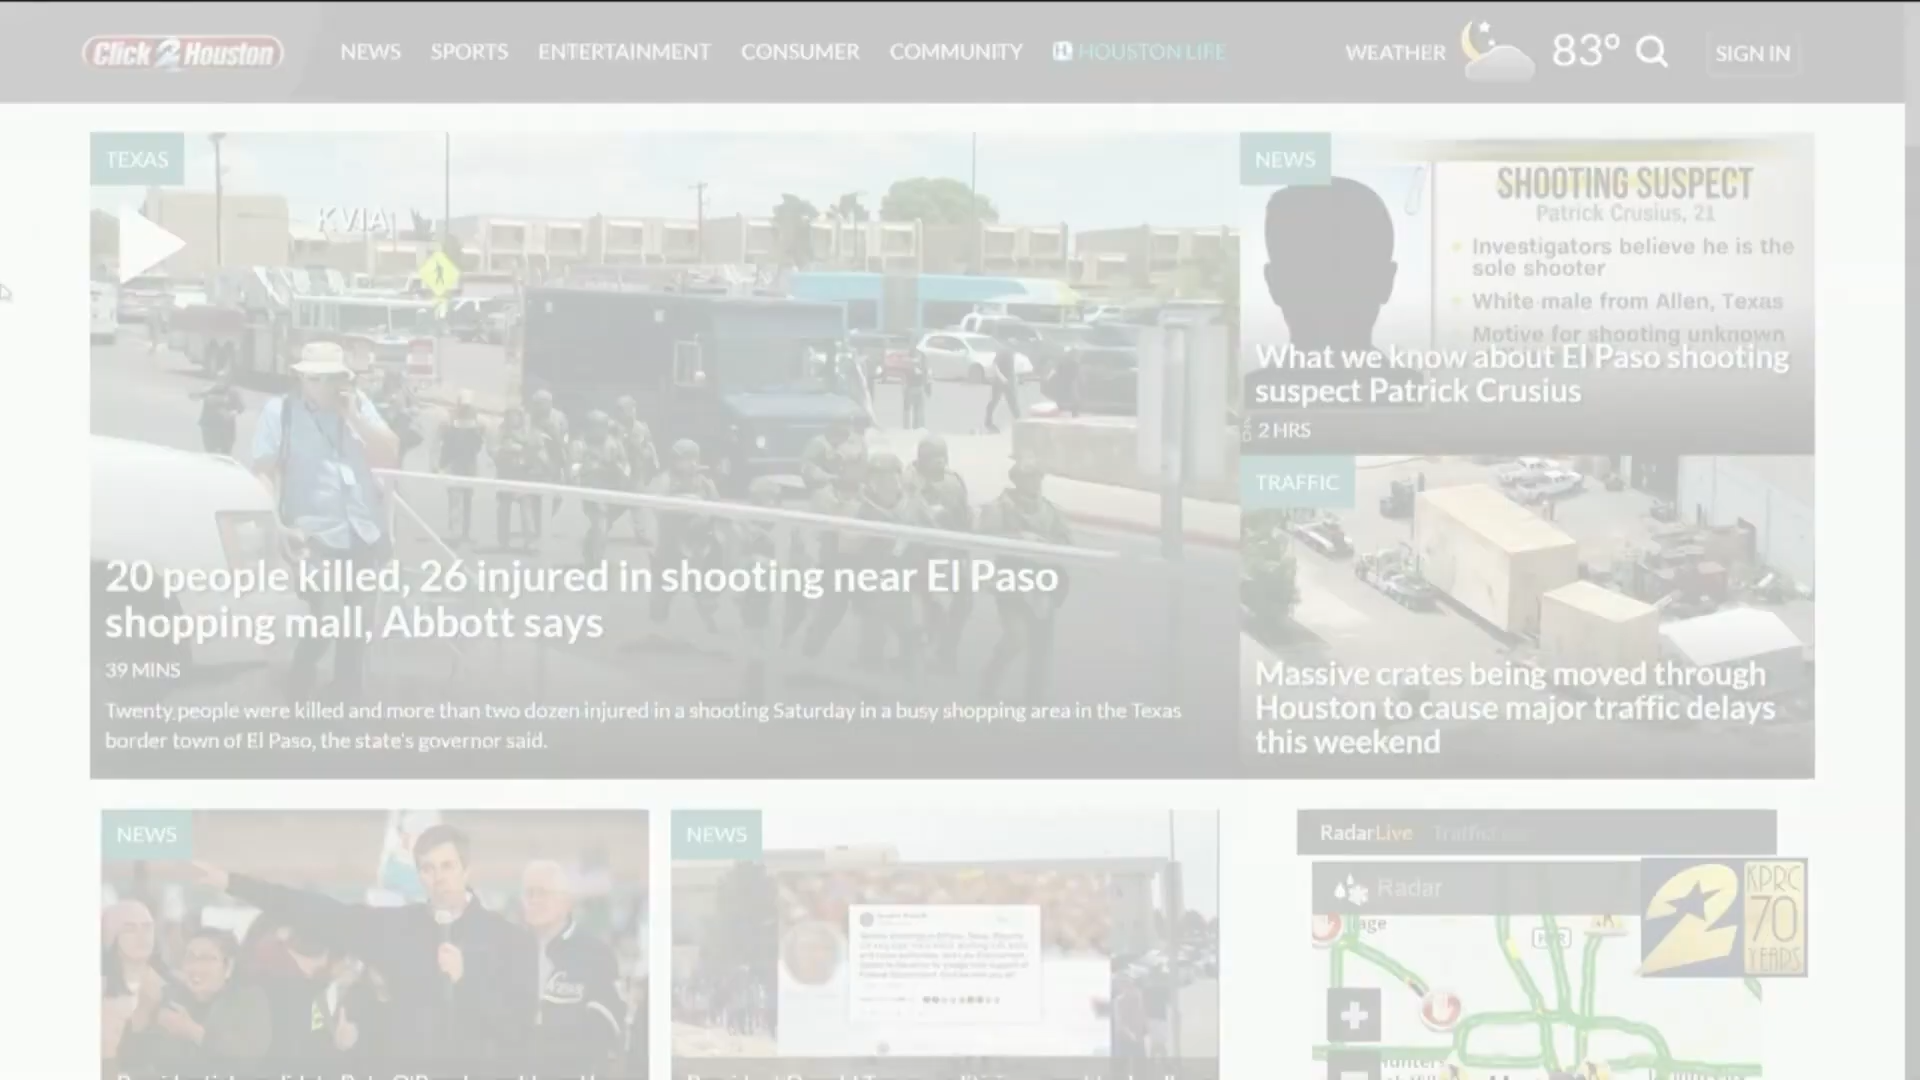 Click 2 Houston
NEWS
SPORTS
ENTERTAINMENT
CONSUMER
COMMUNITY
HOUSTON LIFE
WEATHER
83°
SIGN IN
TEXAS
KVIA
20 people killed, 26 injured in shooting near El Paso
shopping mall, Abbott says
39 MINS
Twenty people were killed and more than two dozen injured in a shooting Saturday in a busy shopping area in the Texas
border town of El Paso, the state's governor said.
NEWS
SHOOTING SUSPECT
Patrick Crusius, 21
Investigators believe he is the
sole shooter
White male from Allen, Texas
Motive for shooting unknown
What we know about El Paso shooting
suspect Patrick Crusius
2 HRS
TRAFFIC
Massive crates being moved through
Houston to cause major traffic delays
this weekend
NEWS
NEWS
RadarLive
Radar
2
KPRC
70
YEARS